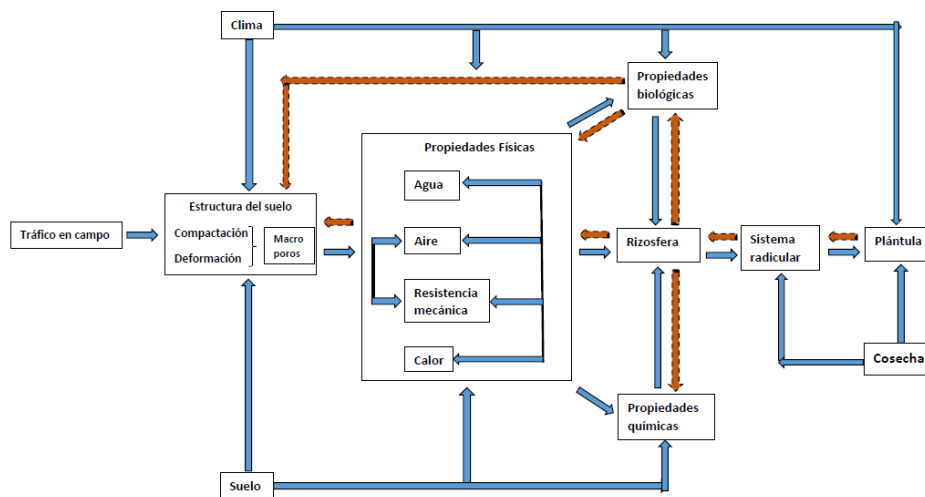 Clima
Propiedades
biológicas
Propiedades Físicas
Agua
Estructura del suelo
Compactación
Deformación
Macro
poros
Tráfico en campo
Aire
Rizosfera
Sistema
radicular
Plántula
Resistencia
mecánica
Calor
Cosecha
Propiedades
químicas
Suelo